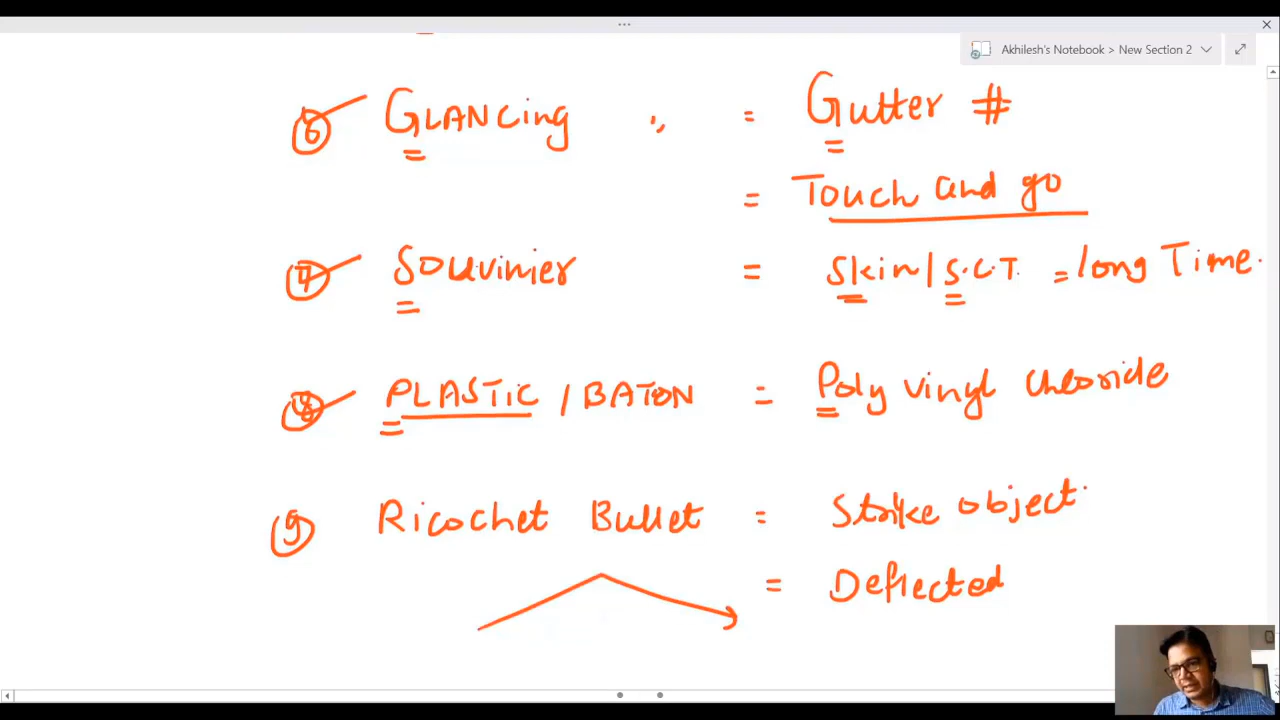 Akhilesh's Notebook > New Section 2
6 GLANCing ,, = Gutter #
= Touch and go
7 Souvinier = Skin/S.C.T. = long Time.
8 PLASTIC / BATON = Poly vinyl chloride
9 Ricochet Bullet = Strike object
= Deflected